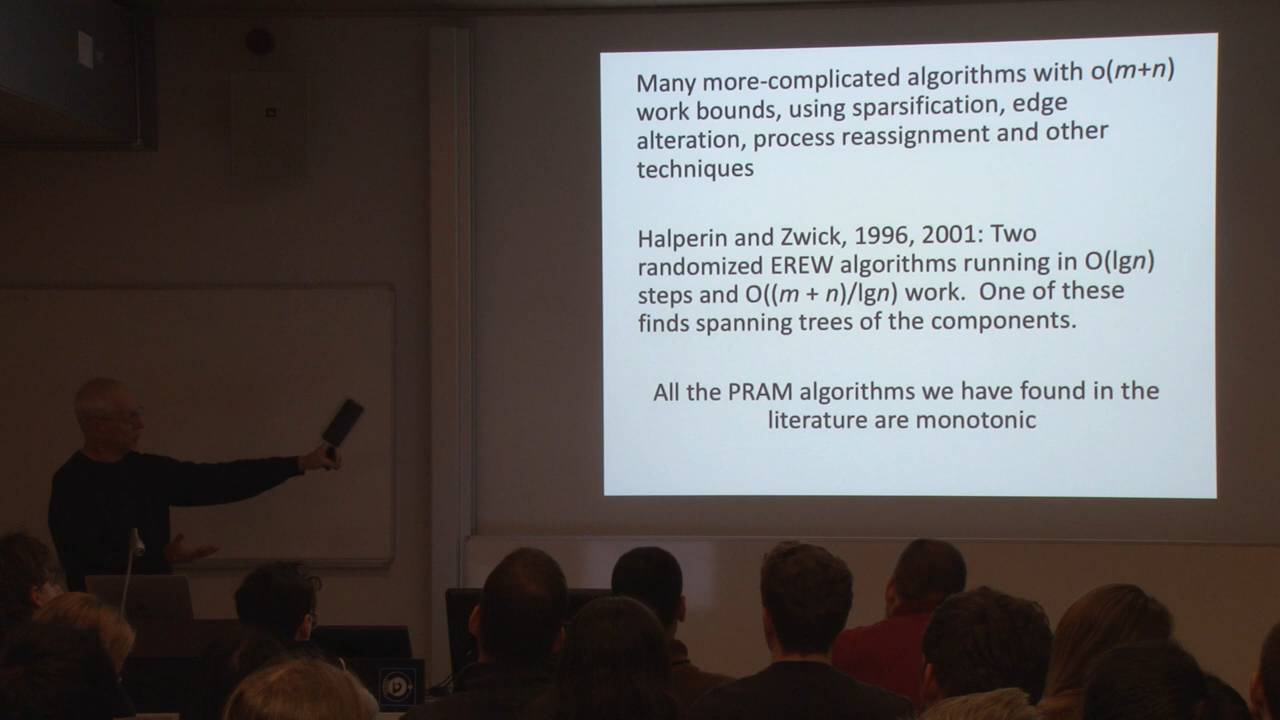 Many more-complicated algorithms with o(m+n)
work bounds, using sparsification, edge
alteration, process reassignment and other
techniques
Halperin and Zwick, 1996, 2001: Two
randomized EREW algorithms running in O(lgn)
steps and O((m + n)/lgn) work. One of these
finds spanning trees of the components.
All the PRAM algorithms we have found in the
literature are monotonic